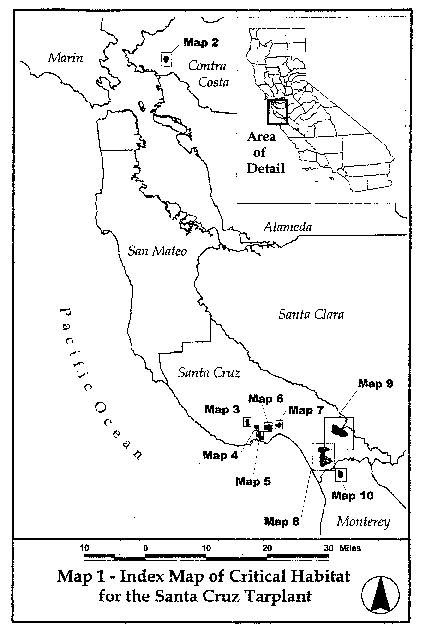 Marin
Map 2
Contra
Costa
Area
of
Detail
Alameda
San Mateo
Santa Clara
Pacific Ocean
Santa Cruz
Map 9
Map 6
Map 3
Map 7
Map 4
Map 5
Map 10
Map 8
Monterey
10 0 10 20 30 Miles
Map 1 - Index Map of Critical Habitat
for the Santa Cruz Tarplant